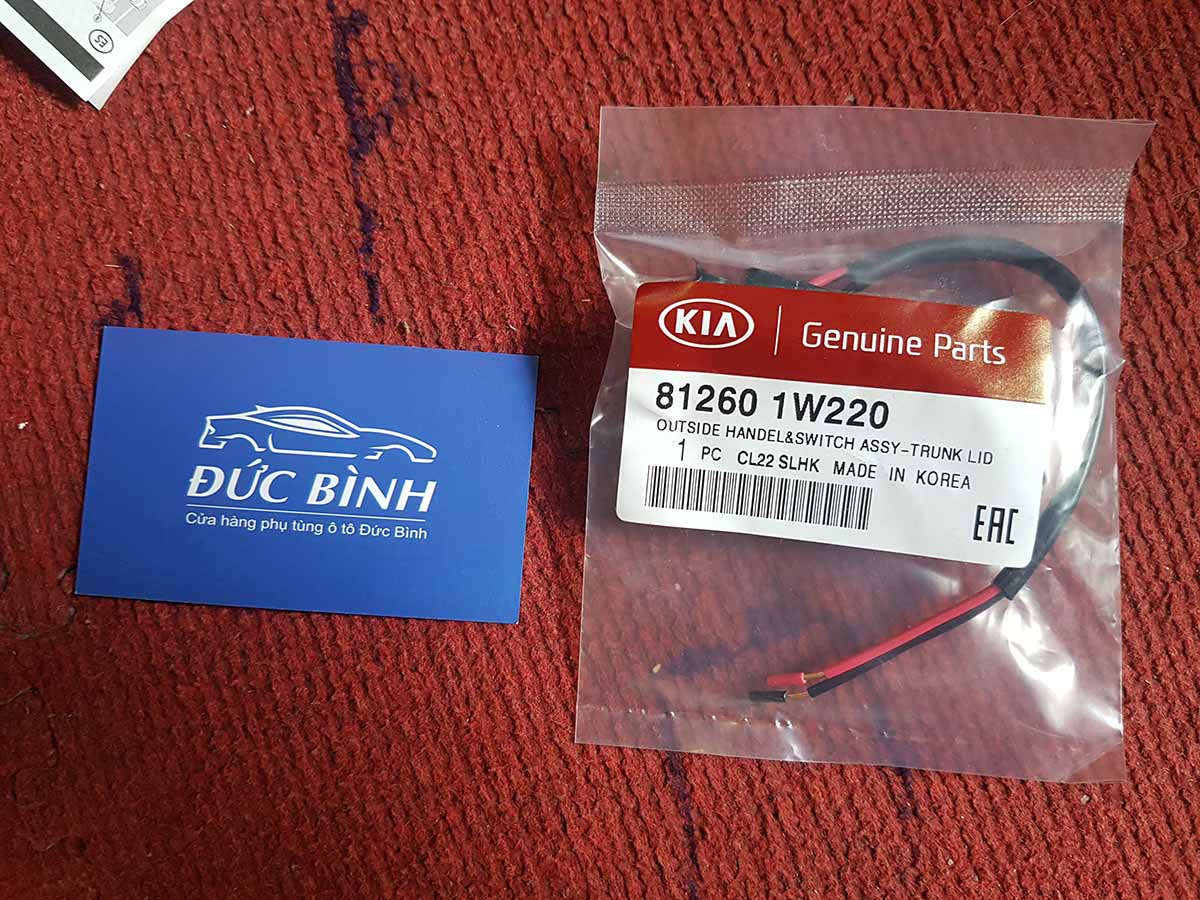 ES
ĐỨC BÌNH
Cửa hàng phụ tùng ô tô Đức Bình
KIA Genuine Parts
81260 1W220
OUTSIDE HANDEL&SWITCH ASSY-TRUNK LID
1 PC CL22 SLHK MADE IN KOREA
EAC